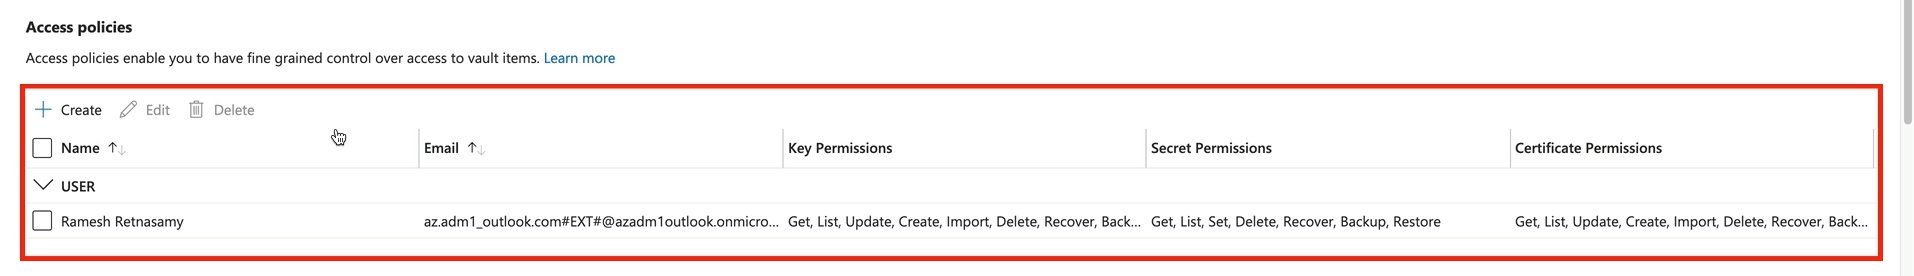 Access policies
Access policies enable you to have fine grained control over access to vault items. Learn more
Create Edit Delete
Name Email Key Permissions Secret Permissions Certificate Permissions
USER
Ramesh Retnasamy az.adm1_outlook.com#EXT#@azadm1outlook.onmicro... Get, List, Update, Create, Import, Delete, Recover, Back... Get, List, Set, Delete, Recover, Backup, Restore Get, List, Update, Create, Import, Delete, Recover, Back...